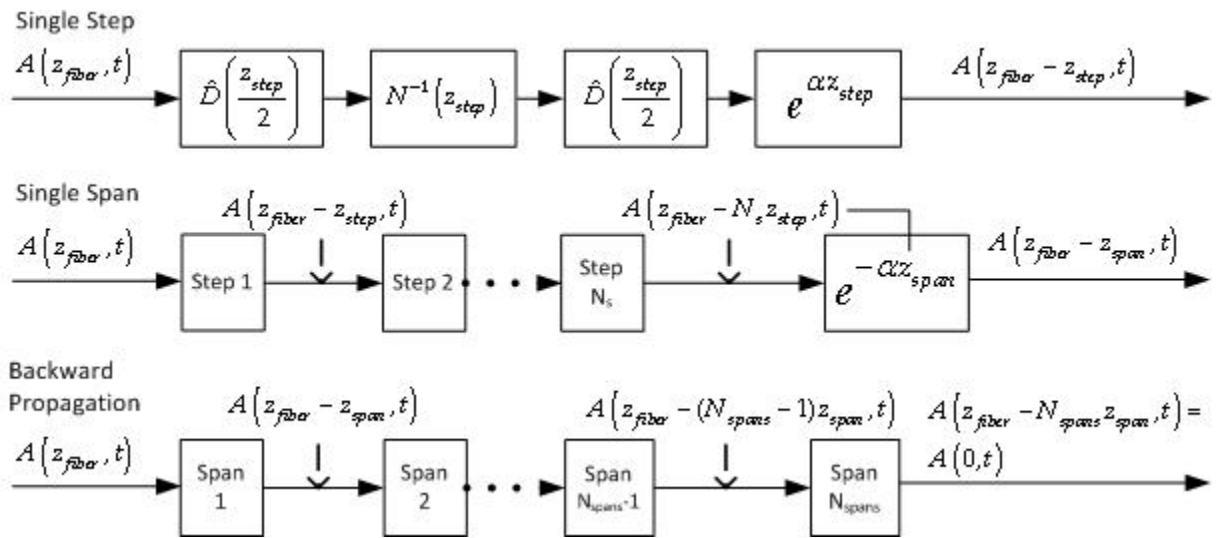 Single Step
A(z_fiber, t)
D̂(z_step/2)
N⁻¹(z_step)
D̂(z_step/2)
e^{αz_step}
A(z_fiber − z_step, t)
Single Span
A(z_fiber, t)
Step 1
A(z_fiber − z_step, t)
Step 2
• • •
Step
N_s
A(z_fiber − N_s z_step, t)
e^{−αz_span}
A(z_fiber − z_span, t)
Backward
Propagation
A(z_fiber, t)
Span
1
A(z_fiber − z_span, t)
Span
2
• • •
Span
N_spans-1
A(z_fiber − (N_spans − 1)z_span, t)
Span
N_spans
A(z_fiber − N_spans z_span, t) =
A(0,t)